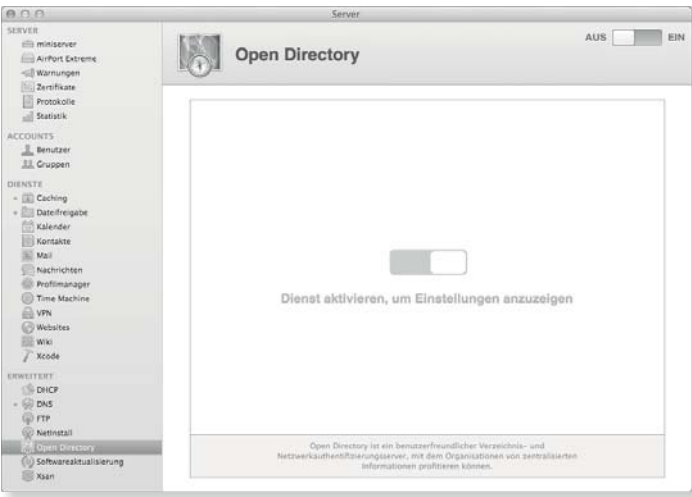 Server
SERVER
miniserver
AirPort Extreme
Warnungen
Zertifikate
Protokolle
Statistik
ACCOUNTS
Benutzer
Gruppen
DIENSTE
Caching
Dateifreigabe
Kalender
Kontakte
Mail
Nachrichten
Profilmanager
Time Machine
VPN
Websites
Wiki
Xcode
ERWEITERT
DHCP
DNS
FTP
NetInstall
Open Directory
Softwareaktualisierung
Xsan
Open Directory
AUS EIN
Dienst aktivieren, um Einstellungen anzuzeigen
Open Directory ist ein benutzerfreundlicher Verzeichnis- und
Netzwerkauthentifizierungsserver, mit dem Organisationen von zentralisierten
Informationen profitieren können.